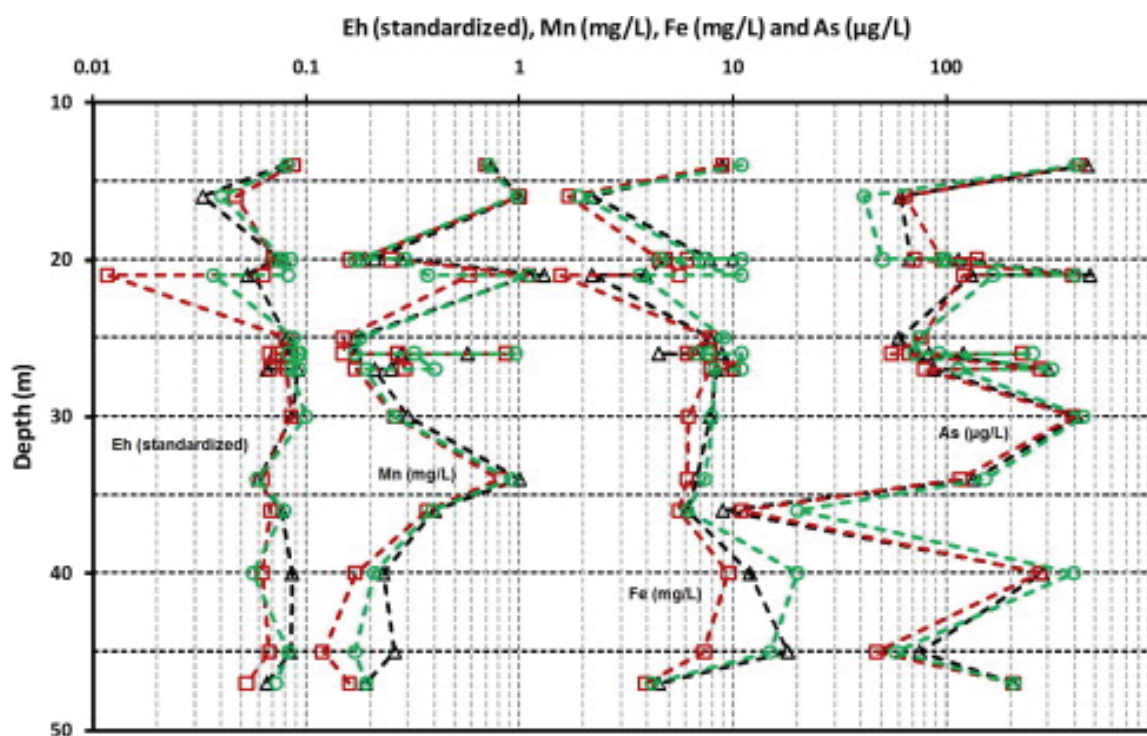 Eh (standardized), Mn (mg/L), Fe (mg/L) and As (µg/L)
0.01 0.1 1 10 100
10
20
30
40
50
Depth (m)
Eh (standardized)
Mn (mg/L)
Fe (mg/L)
As (µg/L)